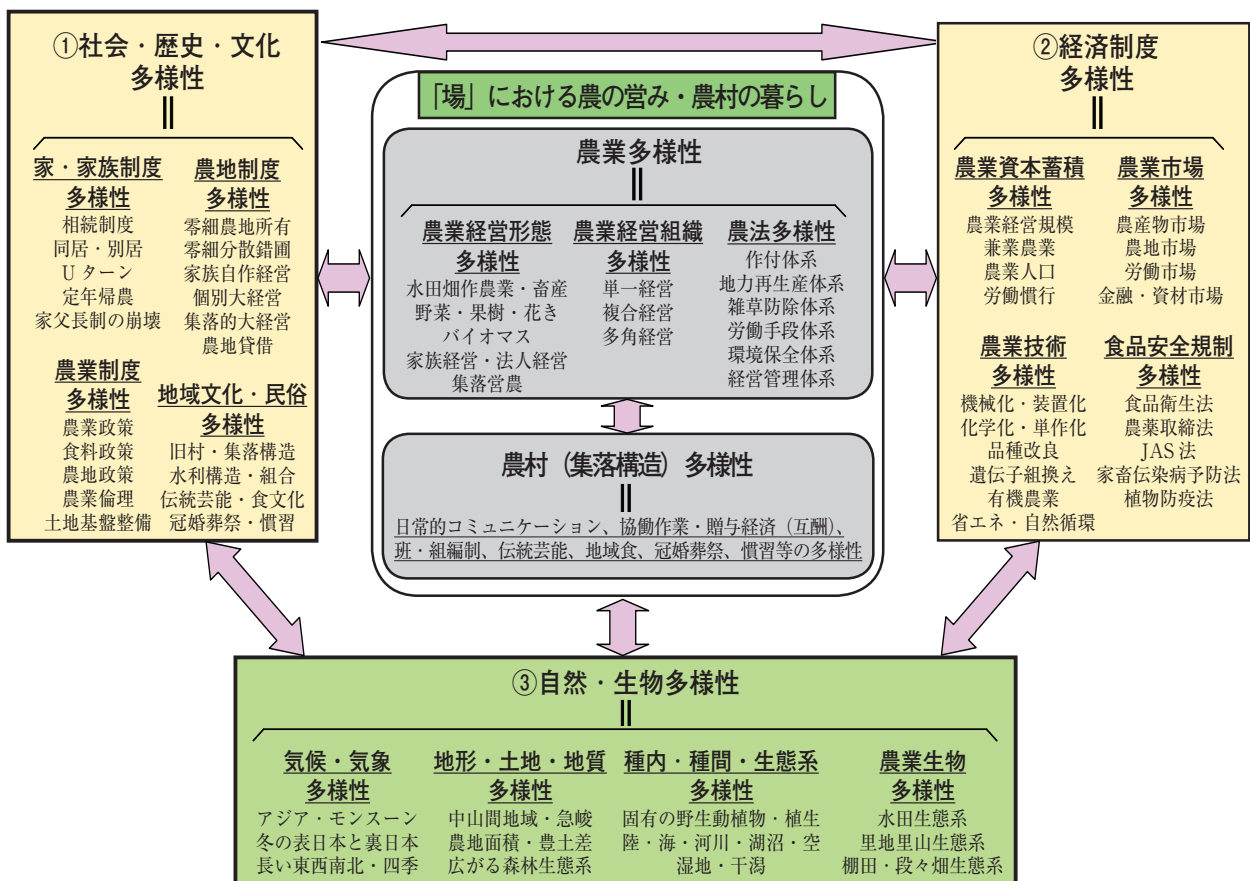 ①社会・歴史・文化
多様性
||
家・家族制度
多様性
相続制度
同居・別居
Uターン
定年帰農
家父長制の崩壊
農地制度
多様性
零細農地所有
零細分散錯圃
家族自作経営
個別大経営
集落的大経営
農地貸借
農業制度
多様性
農業政策
食料政策
農地政策
農業倫理
土地基盤整備
地域文化・民俗
多様性
旧村・集落構造
水利構造・組合
伝統芸能・食文化
冠婚葬祭・慣習
「場」における農の営み・農村の暮らし
農業多様性
||
農業経営形態
多様性
水田畑作農業・畜産
野菜・果樹・花き
バイオマス
家族経営・法人経営
集落営農
農業経営組織
多様性
単一経営
複合経営
多角経営
農法多様性
作付体系
地力再生産体系
雑草防除体系
労働手段体系
環境保全体系
経営管理体系
農村（集落構造）多様性
||
日常的コミュニケーション、協働作業・贈与経済（互酬）、
班・組編制、伝統芸能、地域食、冠婚葬祭、慣習等の多様性
②経済制度
多様性
||
農業資本蓄積
多様性
農業経営規模
兼業農業
農業人口
労働慣行
農業市場
多様性
農産物市場
農地市場
労働市場
金融・資材市場
農業技術
多様性
機械化・装置化
化学化・単作化
品種改良
遺伝子組換え
有機農業
省エネ・自然循環
食品安全規制
多様性
食品衛生法
農薬取締法
JAS法
家畜伝染病予防法
植物防疫法
③自然・生物多様性
||
気候・気象
多様性
アジア・モンスーン
冬の表日本と裏日本
長い東西南北・四季
地形・土地・地質
多様性
中山間地域・急峻
農地面積・豊土差
広がる森林生態系
種内・種間・生態系
多様性
固有の野生動植物・植生
陸・海・河川・湖沼・空
湿地・干潟
農業生物
多様性
水田生態系
里地里山生態系
棚田・段々畑生態系